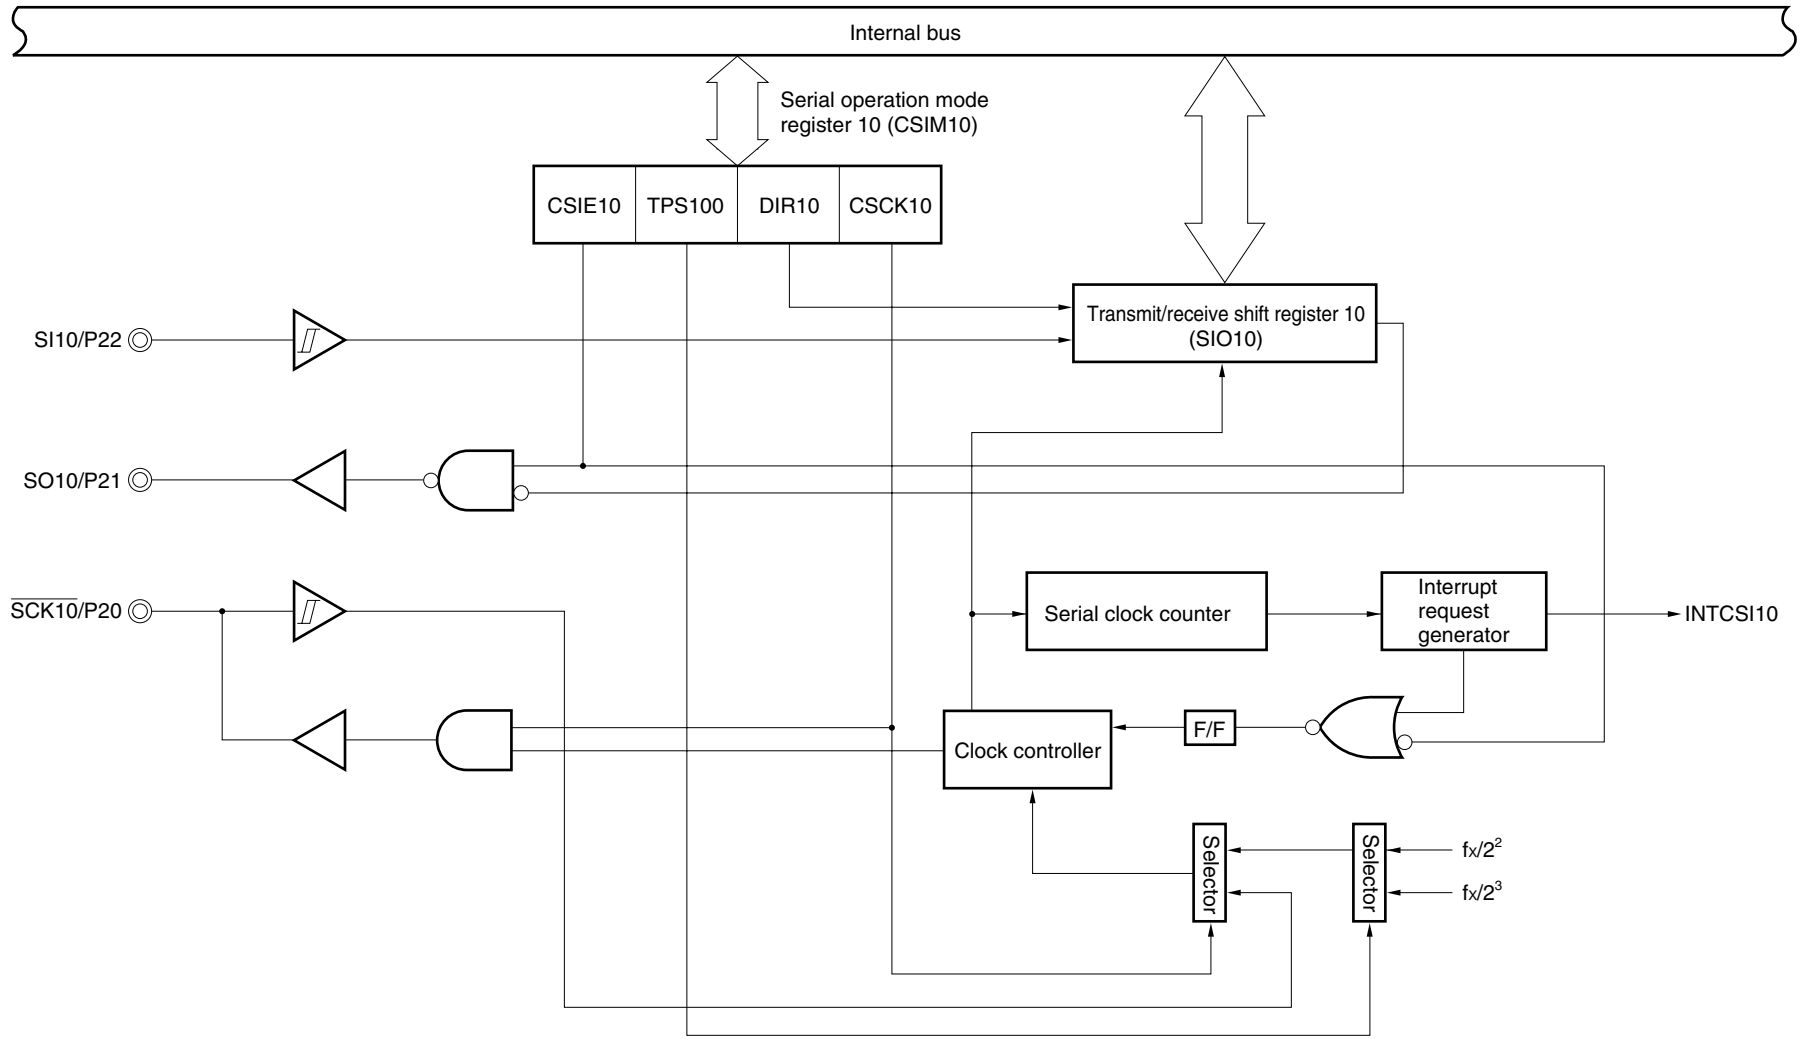 Internal bus
Serial operation mode
register 10 (CSIM10)
CSIE10
TPS100
DIR10
CSCK10
SI10/P22
Transmit/receive shift register 10
(SIO10)
SO10/P21
SCK10/P20
Serial clock counter
Interrupt
request
generator
INTCSI10
Clock controller
F/F
Selector
Selector
fx/2²
fx/2³